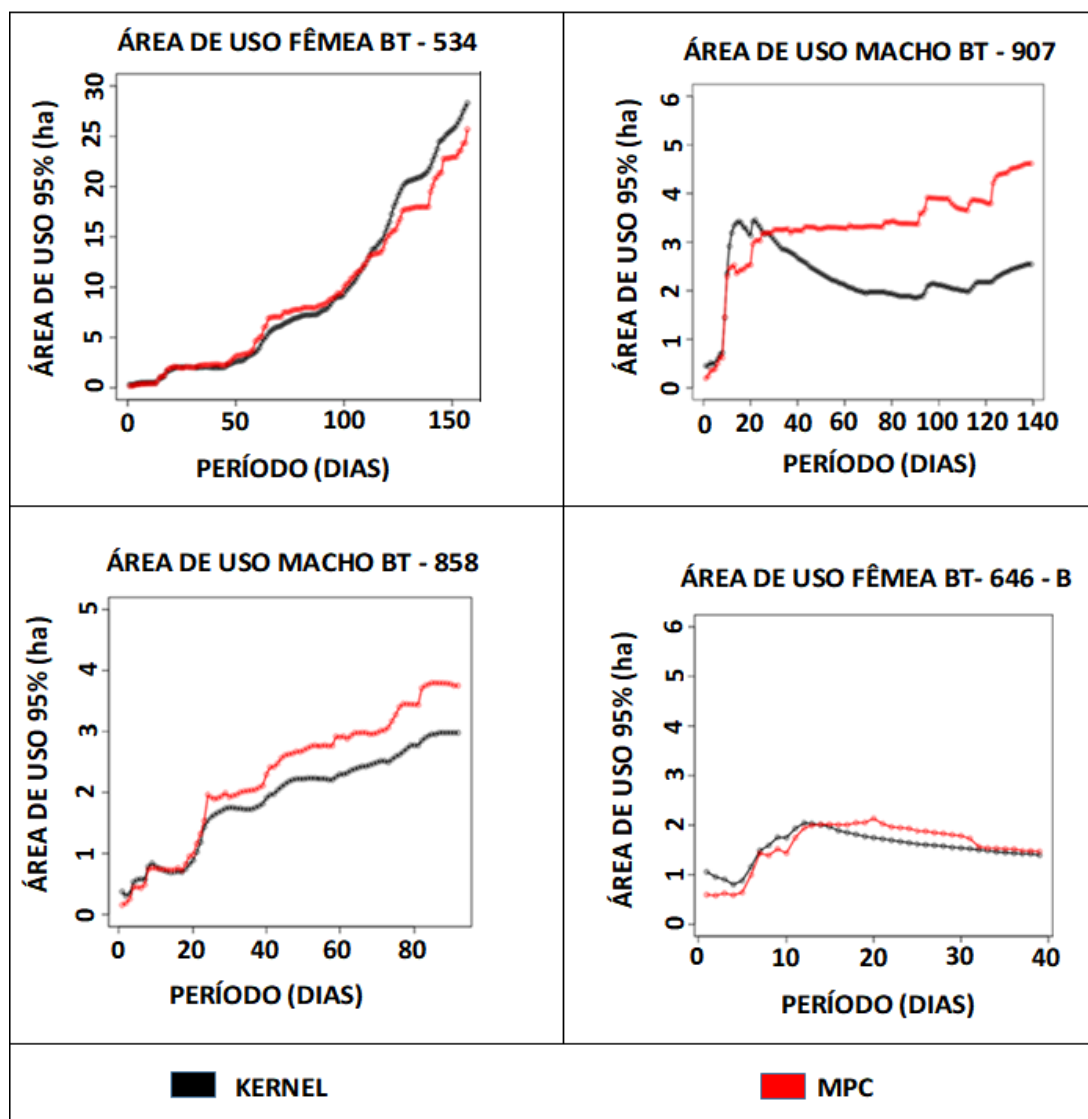 ÁREA DE USO FÊMEA BT - 534
ÁREA DE USO 95% (ha)
30
25
20
15
10
5
0
0 50 100 150
PERÍODO (DIAS)
ÁREA DE USO MACHO BT - 907
ÁREA DE USO 95% (ha)
6
5
4
3
2
1
0
0 20 40 60 80 100 120 140
PERÍODO (DIAS)
ÁREA DE USO MACHO BT - 858
ÁREA DE USO 95% (ha)
5
4
3
2
1
0
0 20 40 60 80
PERÍODO (DIAS)
ÁREA DE USO FÊMEA BT- 646 - B
ÁREA DE USO 95% (ha)
6
5
4
3
2
1
0
0 10 20 30 40
PERÍODO (DIAS)
KERNEL
MPC